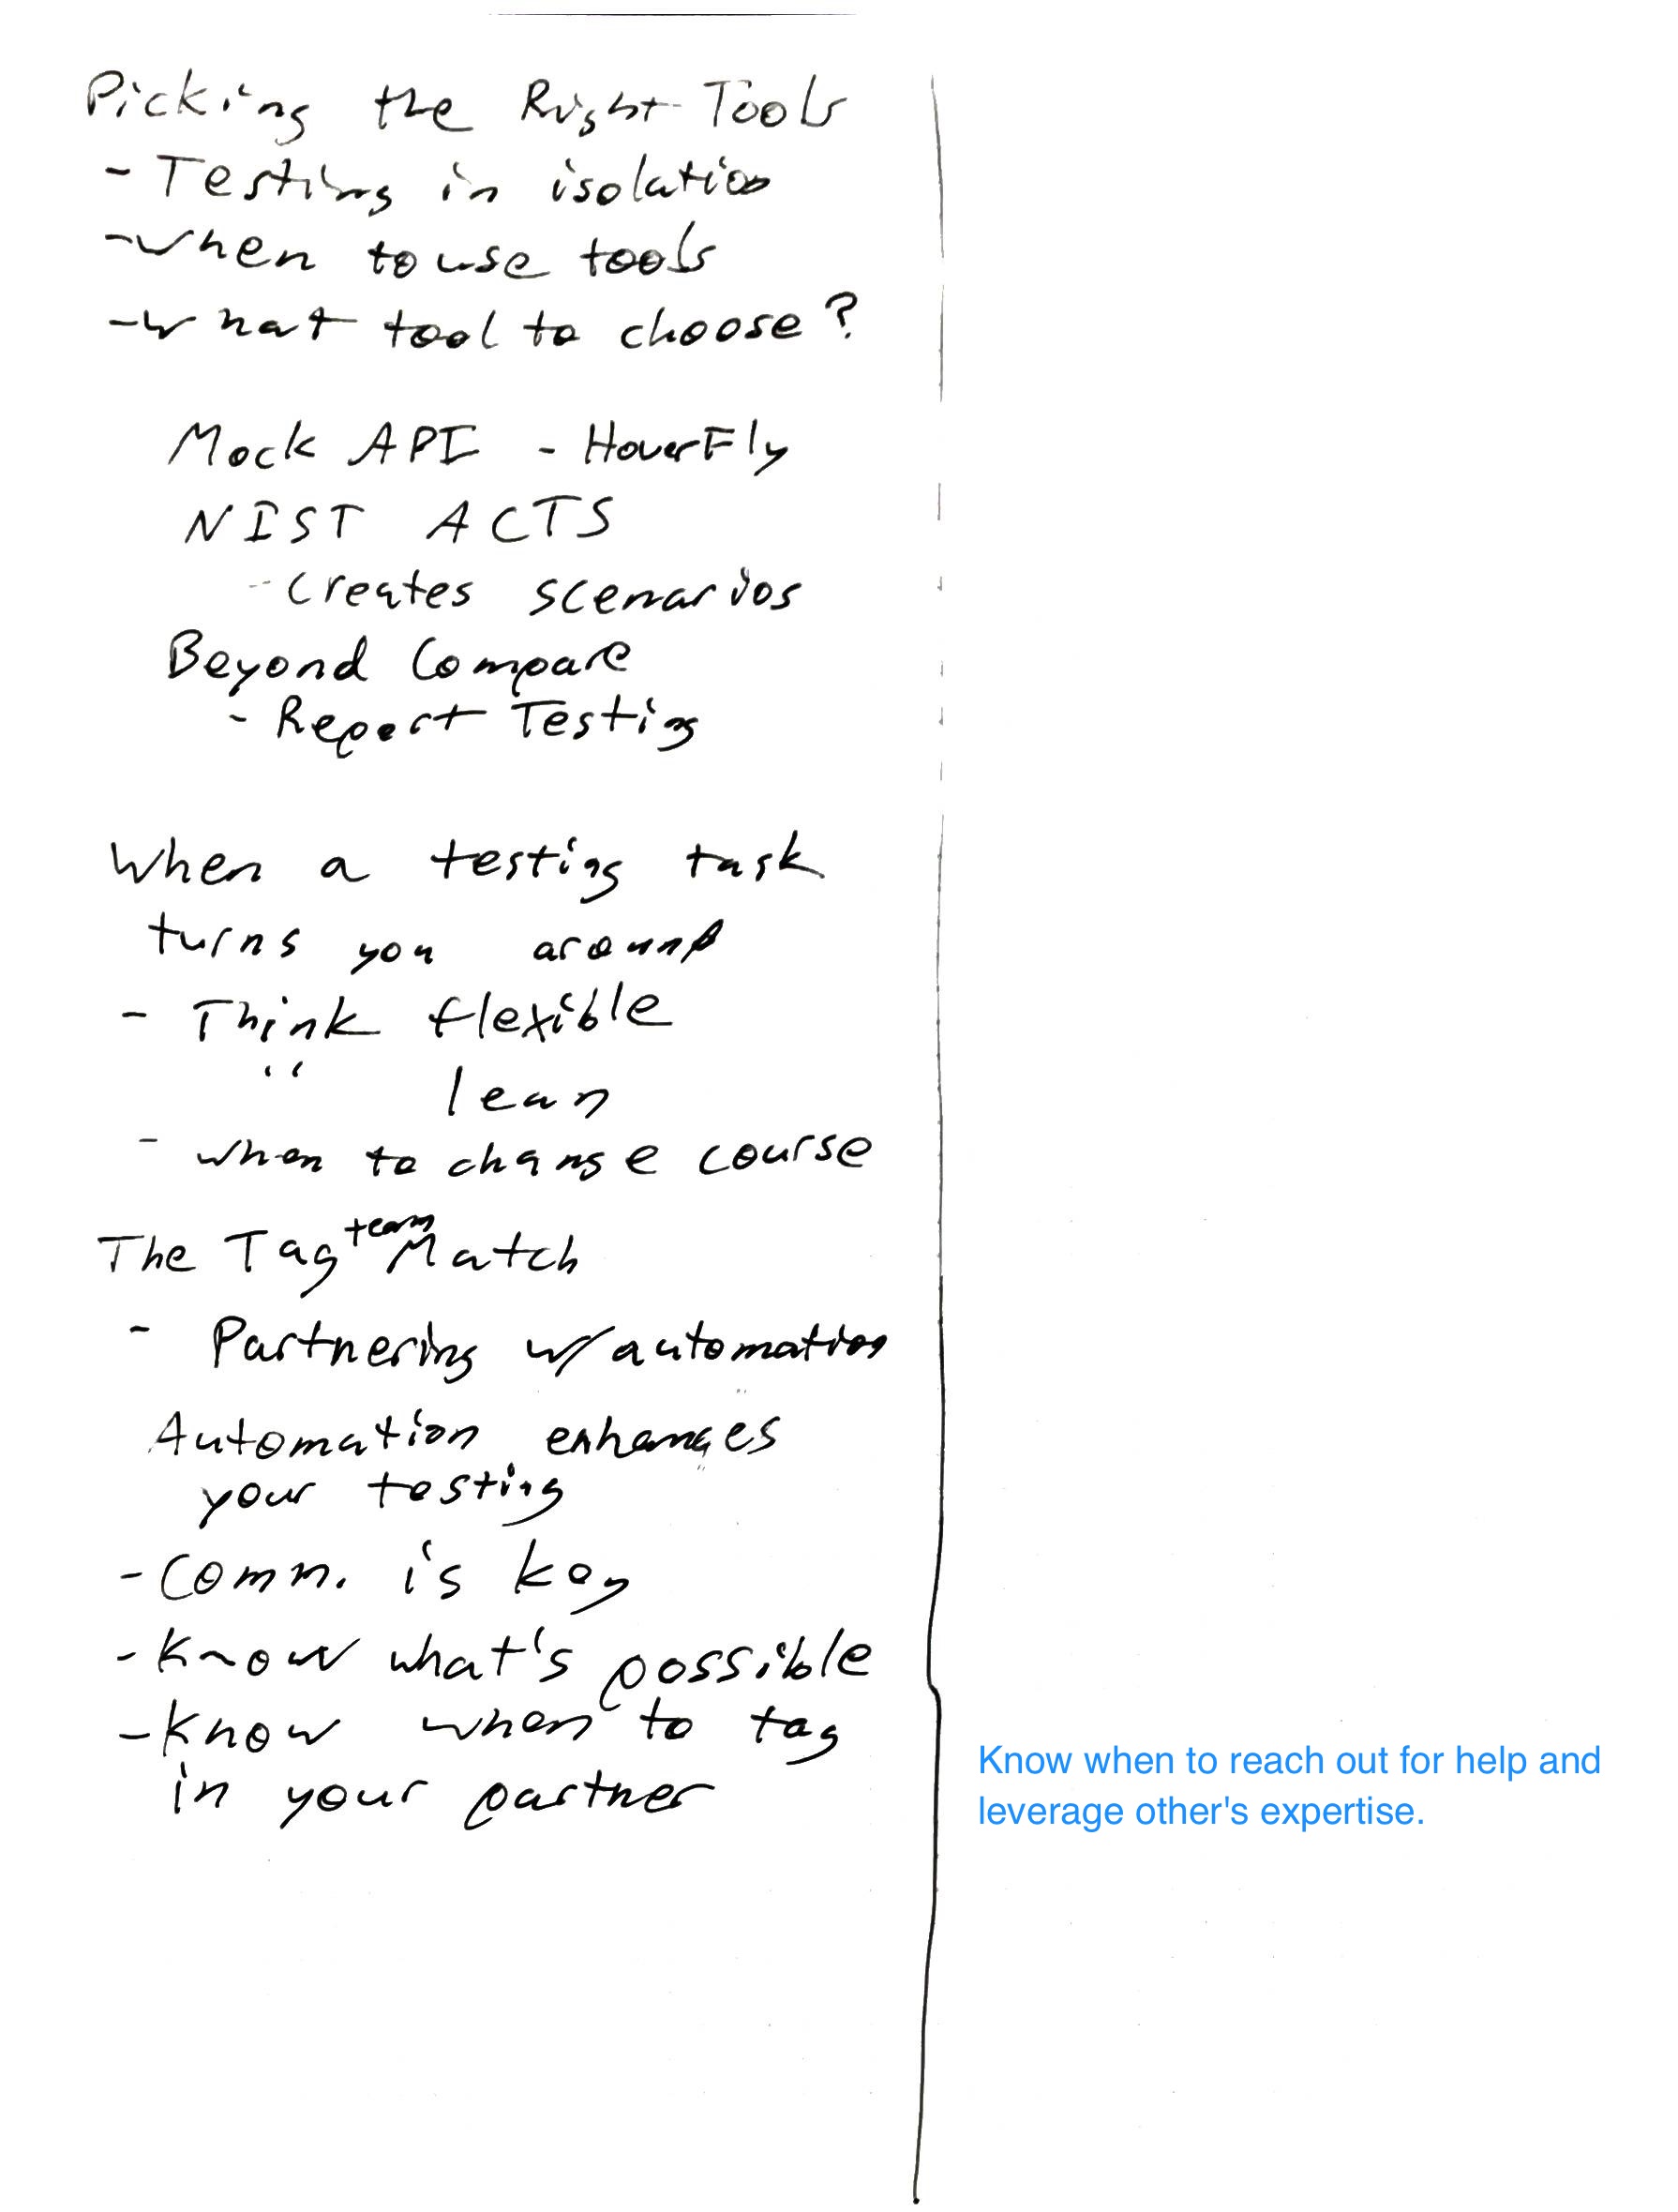 Picking the Right Tools
- Testing in isolation
- When to use tools
- What tool to choose?
Mock API - HoverFly
NIST ACTS
- Creates scenarios
Beyond Compare
- Report Testing
When a testing task
turns you around
- Think flexible
" lean
- when to change course
The Tag team Match
- Partnering w/ automation
Automation enhances
your testing
- Comm. is key
- Know what's possible
- Know when to tag
in your partner
Know when to reach out for help and
leverage other's expertise.